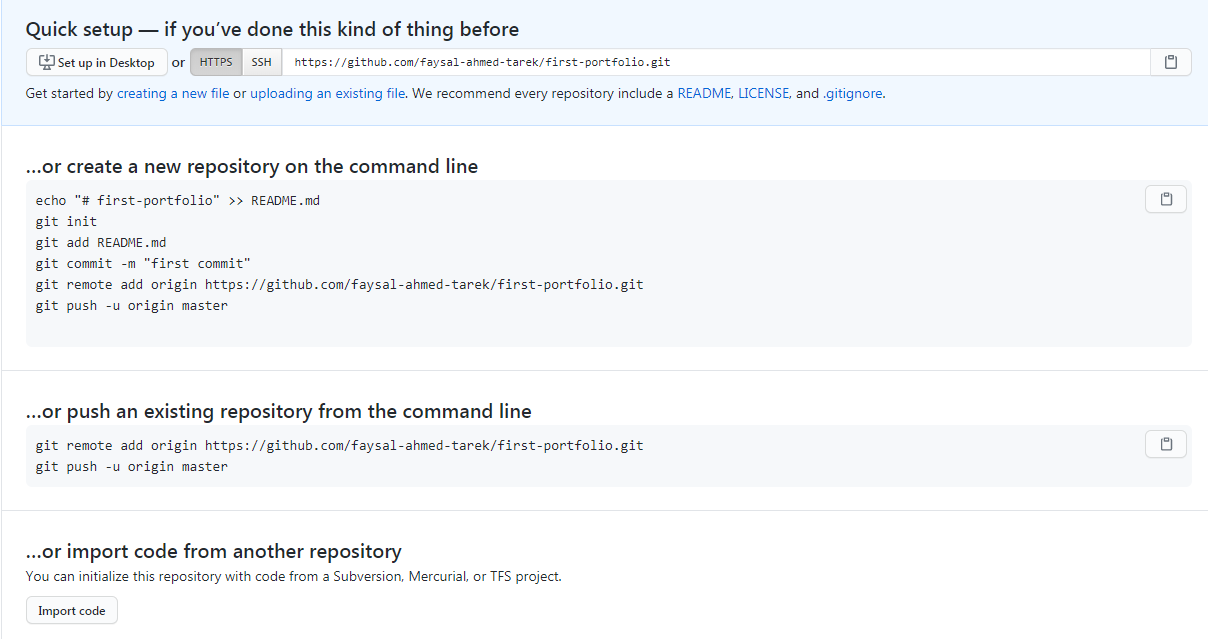 Quick setup — if you’ve done this kind of thing before
Set up in Desktop or HTTPS SSH https://github.com/faysal-ahmed-tarek/first-portfolio.git
Get started by creating a new file or uploading an existing file. We recommend every repository include a README, LICENSE, and .gitignore.
…or create a new repository on the command line
echo "# first-portfolio" >> README.md
git init
git add README.md
git commit -m "first commit"
git remote add origin https://github.com/faysal-ahmed-tarek/first-portfolio.git
git push -u origin master
…or push an existing repository from the command line
git remote add origin https://github.com/faysal-ahmed-tarek/first-portfolio.git
git push -u origin master
…or import code from another repository
You can initialize this repository with code from a Subversion, Mercurial, or TFS project.
Import code